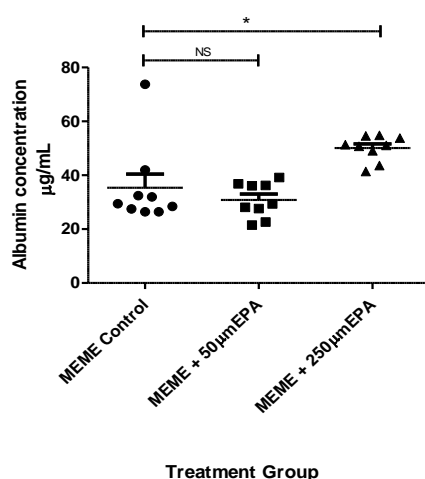 *
NS
80
60
40
20
0
Albumin concentration
µg/mL
MEME Control
MEME + 50µmEPA
MEME + 250µmEPA
Treatment Group